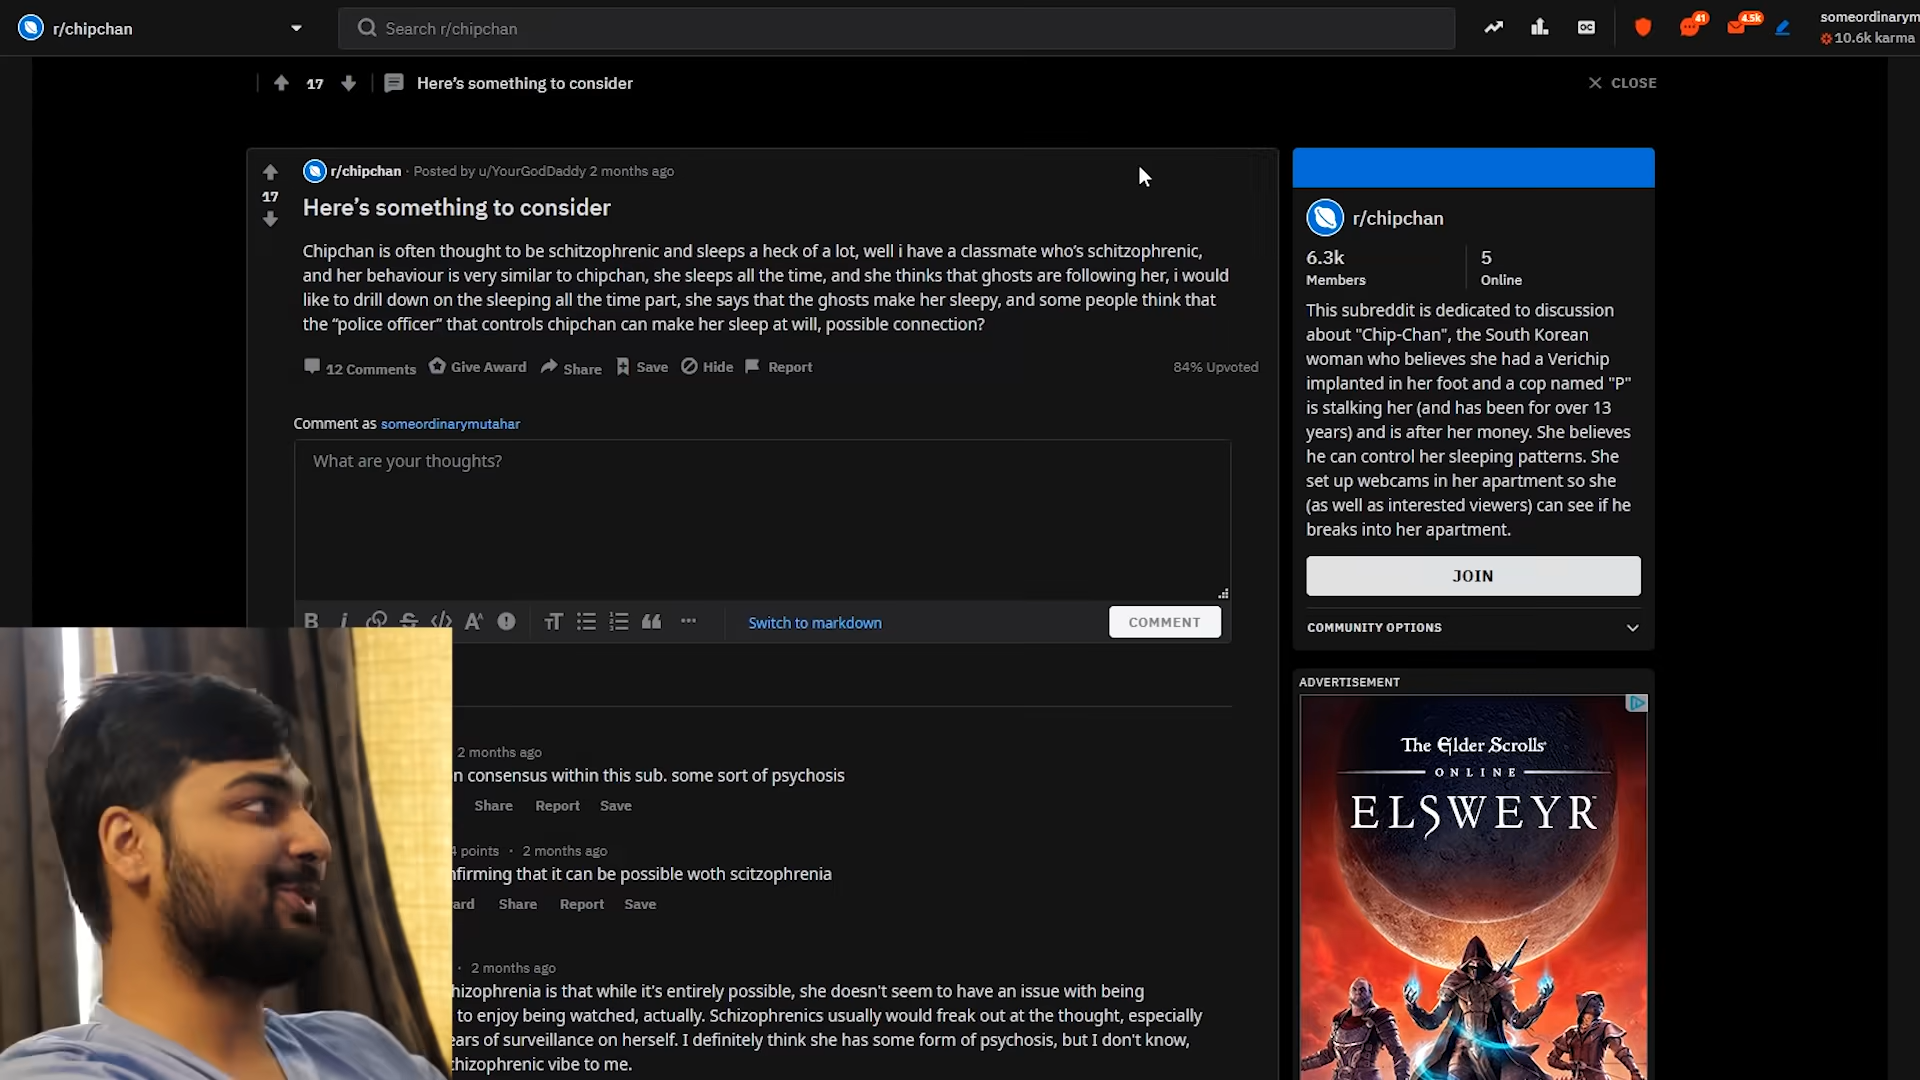 r/chipchan
Search r/chipchan
41
4.5k
someordinarym
10.6k karma
17
Here's something to consider
CLOSE
17
r/chipchan · Posted by u/YourGodDaddy 2 months ago
Here's something to consider
Chipchan is often thought to be schitzophrenic and sleeps a heck of a lot, well i have a classmate who's schitzophrenic,
and her behaviour is very similar to chipchan, she sleeps all the time, and she thinks that ghosts are following her, i would
like to drill down on the sleeping all the time part, she says that the ghosts make her sleepy, and some people think that
the “police officer” that controls chipchan can make her sleep at will, possible connection?
12 Comments Give Award Share Save Hide Report
84% Upvoted
Comment as someordinarymutahar
What are your thoughts?
Switch to markdown
COMMENT
2 months ago
n consensus within this sub. some sort of psychosis
Share Report Save
4 points · 2 months ago
nfirming that it can be possible woth scitzophrenia
ard Share Report Save
· 2 months ago
hizophrenia is that while it's entirely possible, she doesn't seem to have an issue with being
to enjoy being watched, actually. Schizophrenics usually would freak out at the thought, especially
ears of surveillance on herself. I definitely think she has some form of psychosis, but I don't know,
chizophrenic vibe to me.
r/chipchan
6.3k
Members
5
Online
This subreddit is dedicated to discussion
about "Chip-Chan", the South Korean
woman who believes she had a Verichip
implanted in her foot and a cop named "P"
is stalking her (and has been for over 13
years) and is after her money. She believes
he can control her sleeping patterns. She
set up webcams in her apartment so she
(as well as interested viewers) can see if he
breaks into her apartment.
JOIN
COMMUNITY OPTIONS
ADVERTISEMENT
The Elder Scrolls
ONLINE
ELSWEYR